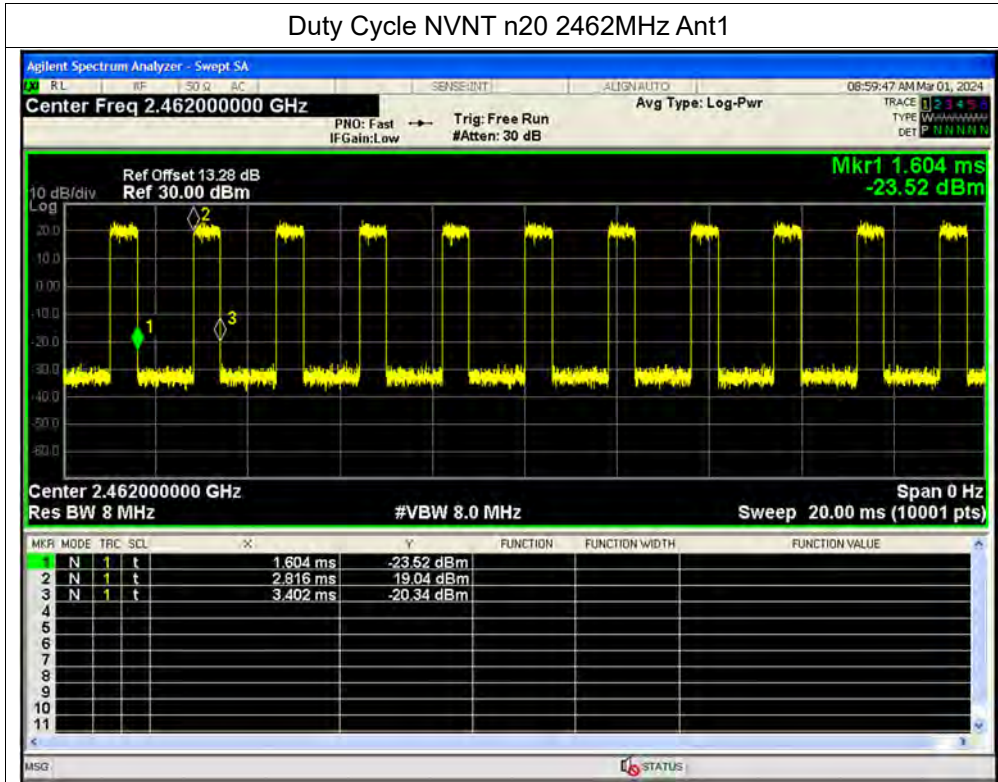 Duty Cycle NVNT n20 2462MHz Ant1
Agilent Spectrum Analyzer - Swept SA
LXI RL RF 50 Ω AC SENSE:INT ALIGN AUTO 08:59:47 AM Mar 01, 2024
Center Freq 2.462000000 GHz Avg Type: Log-Pwr TRACE 1 2 3 4 5 6
PNO: Fast Trig: Free Run TYPE W
IFGain:Low #Atten: 30 dB DET P N N N N N
Mkr1 1.604 ms
Ref Offset 13.28 dB
10 dB/div Ref 30.00 dBm -23.52 dBm
Log
20.0
10.0
0.00
-10.0
-20.0
-30.0
-40.0
-50.0
-60.0
2
1
3
Center 2.462000000 GHz Span 0 Hz
Res BW 8 MHz #VBW 8.0 MHz Sweep 20.00 ms (10001 pts)
MKR MODE TRC SCL X Y FUNCTION FUNCTION WIDTH FUNCTION VALUE
1 N 1 t 1.604 ms -23.52 dBm
2 N 1 t 2.816 ms 19.04 dBm
3 N 1 t 3.402 ms -20.34 dBm
4
5
6
7
8
9
10
11
MSG STATUS